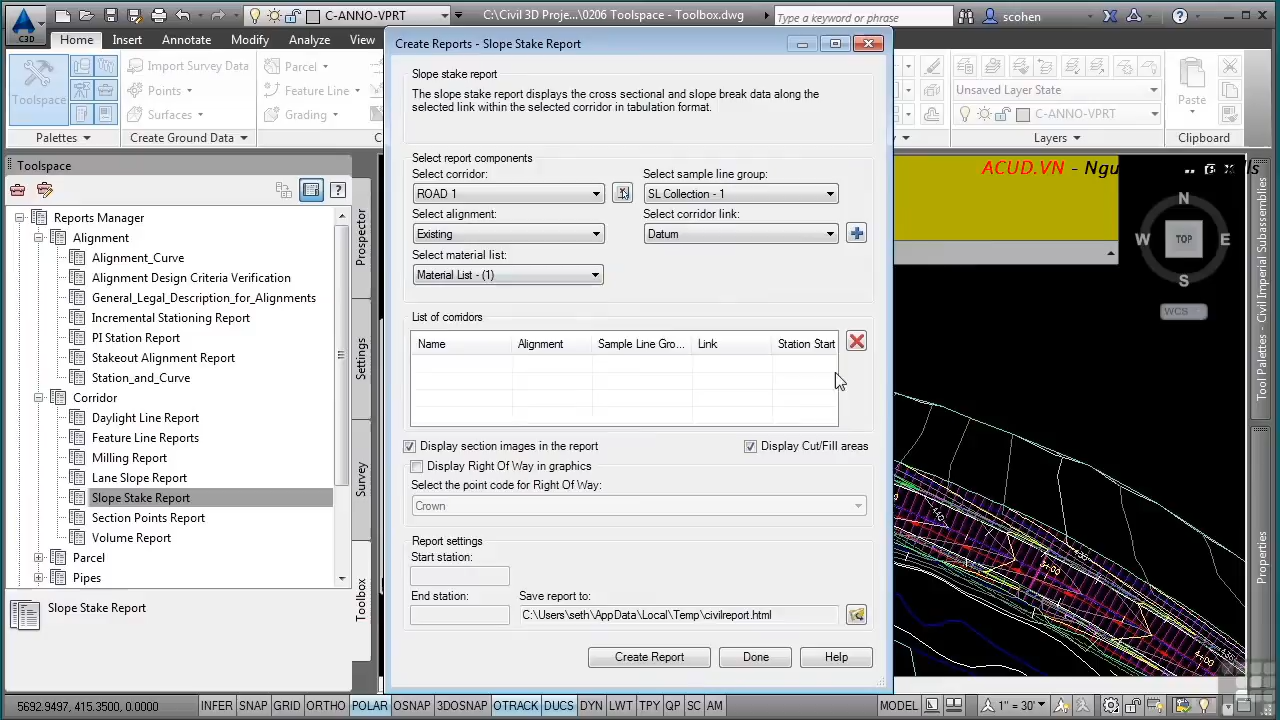 C-ANNO-VPRT
C:\Civil 3D Proje...\0206 Toolspace - Toolbox.dwg
Type a keyword or phrase
scohen
C3D
Home
Insert
Annotate
Modify
Analyze
View
Toolspace
Import Survey Data
Points
Surfaces
Parcel
Feature Line
Grading
Palettes
Create Ground Data
Unsaved Layer State
C-ANNO-VPRT
Layers
Paste
Clipboard
Toolspace
Reports Manager
Alignment
Alignment_Curve
Alignment Design Criteria Verification
General_Legal_Description_for_Alignments
Incremental Stationing Report
PI Station Report
Stakeout Alignment Report
Station_and_Curve
Corridor
Daylight Line Report
Feature Line Reports
Milling Report
Lane Slope Report
Slope Stake Report
Section Points Report
Volume Report
Parcel
Pipes
Slope Stake Report
Prospector
Settings
Survey
Toolbox
Create Reports - Slope Stake Report
Slope stake report
The slope stake report displays the cross sectional and slope break data along the
selected link within the selected corridor in tabulation format.
Select report components
Select corridor:
ROAD 1
Select sample line group:
SL Collection - 1
Select alignment:
Existing
Select corridor link:
Datum
Select material list:
Material List - (1)
List of corridors
Name Alignment Sample Line Gro... Link Station Start
Display section images in the report
Display Cut/Fill areas
Display Right Of Way in graphics
Select the point code for Right Of Way:
Crown
Report settings
Start station:
End station:
Save report to:
C:\Users\seth\AppData\Local\Temp\civilreport.html
Create Report
Done
Help
ACUD.VN - Ngu
N
W
TOP
E
S
WCS
Tool Palettes - Civil Imperial Subassemblies
Properties
5692.9497, 415.3500, 0.0000
INFER SNAP GRID ORTHO POLAR OSNAP 3DOSNAP OTRACK DUCS DYN LWT TPY QP SC AM
MODEL
1" = 30'